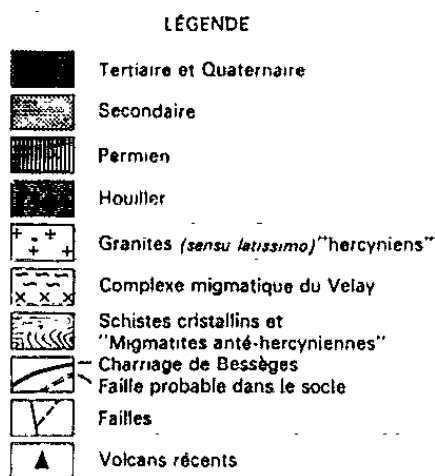 LÉGENDE
Tertiaire et Quaternaire
Secondaire
Permien
Houiller
Granites (sensu latissimo) "hercyniens"
Complexe migmatique du Velay
Schistes cristallins et
"Migmatites anté-hercyniennes"
Charriage de Bessèges
Faille probable dans le socle
Failles
Volcans récents